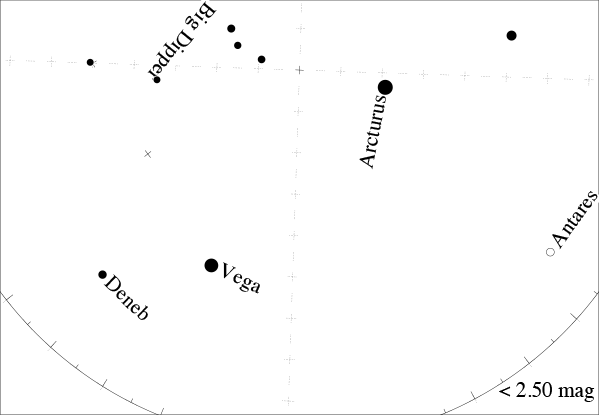 Big Dipper
Arcturus
Antares
Vega
Deneb
< 2.50 mag